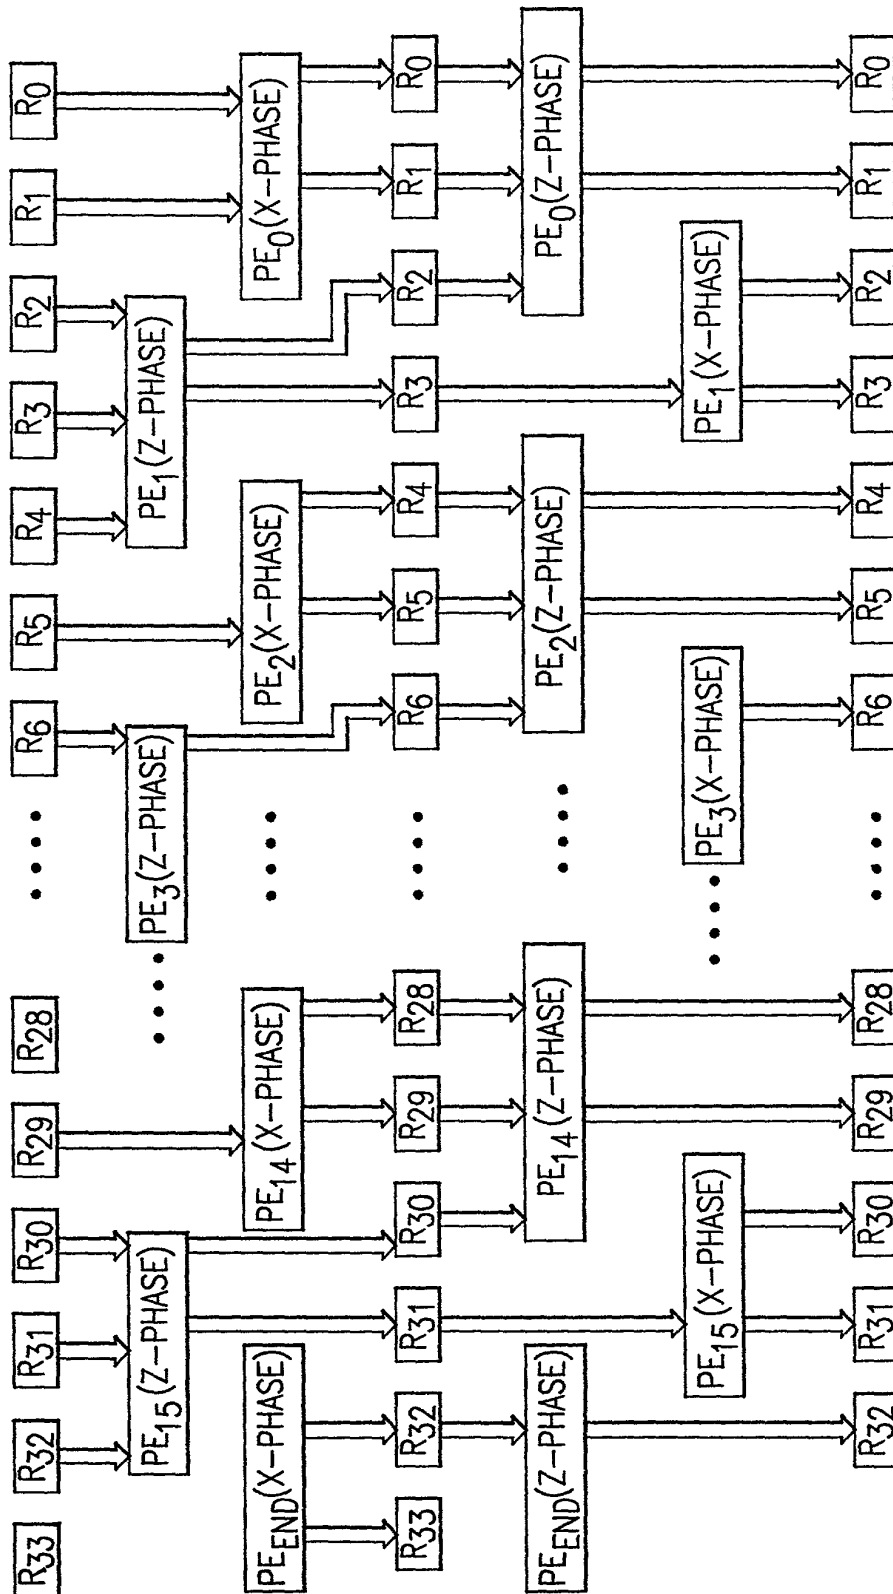 R33 R32 R31 R30 R29 R28 .... R6 R5 R4 R3 R2 R1 R0
PE15(Z-PHASE) .... PE3(Z-PHASE) PE1(Z-PHASE)
PEEND(X-PHASE) PE14(X-PHASE) .... PE2(X-PHASE) PE0(X-PHASE)
R33 R32 R31 R30 R29 R28 .... R6 R5 R4 R3 R2 R1 R0
PEEND(Z-PHASE) PE14(Z-PHASE) .... PE2(Z-PHASE) PE0(Z-PHASE)
PE15(X-PHASE) .... PE3(X-PHASE) PE1(X-PHASE)
R32 R31 R30 R29 R28 .... R6 R5 R4 R3 R2 R1 R0